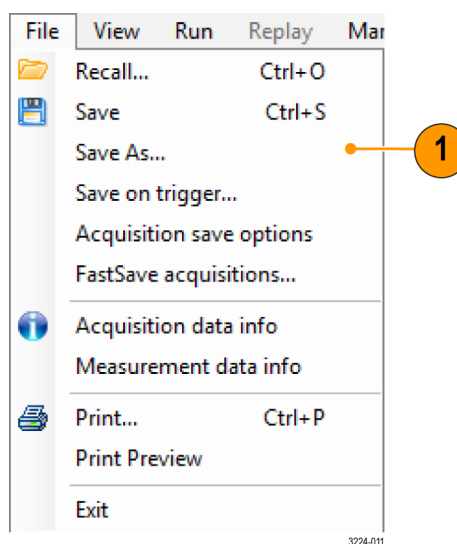 File View Run Replay Mar
Recall... Ctrl+O
Save Ctrl+S
Save As...
1
Save on trigger...
Acquisition save options
FastSave acquisitions...
Acquisition data info
Measurement data info
Print... Ctrl+P
Print Preview
Exit
3224-011